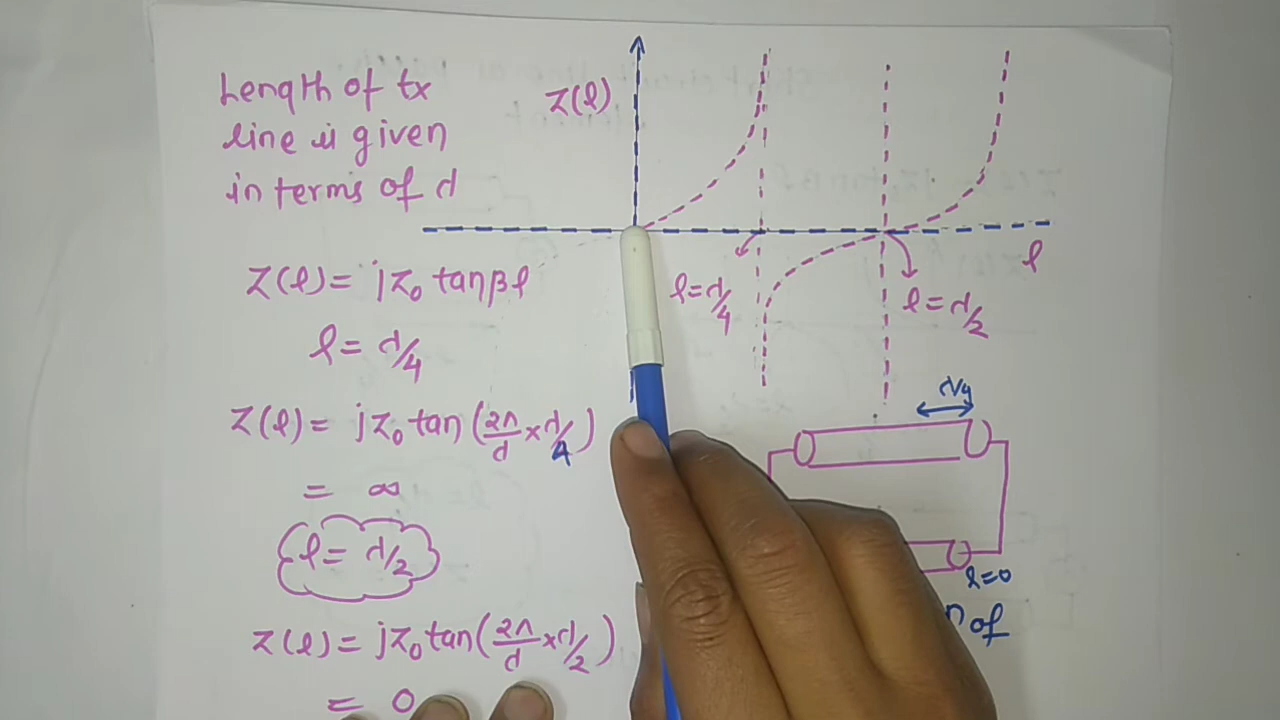 Length of tx
line is given
in terms of λ
Z(l) = jZ₀ tanβl
l = λ/4
Z(l) = jZ₀ tan(2π/λ × λ/4)
= ∞
l = λ/2
Z(l) = jZ₀ tan(2π/λ × λ/2)
= 0
Z(l)
l
l = λ/4
l = λ/2
λ/4
l=0
of